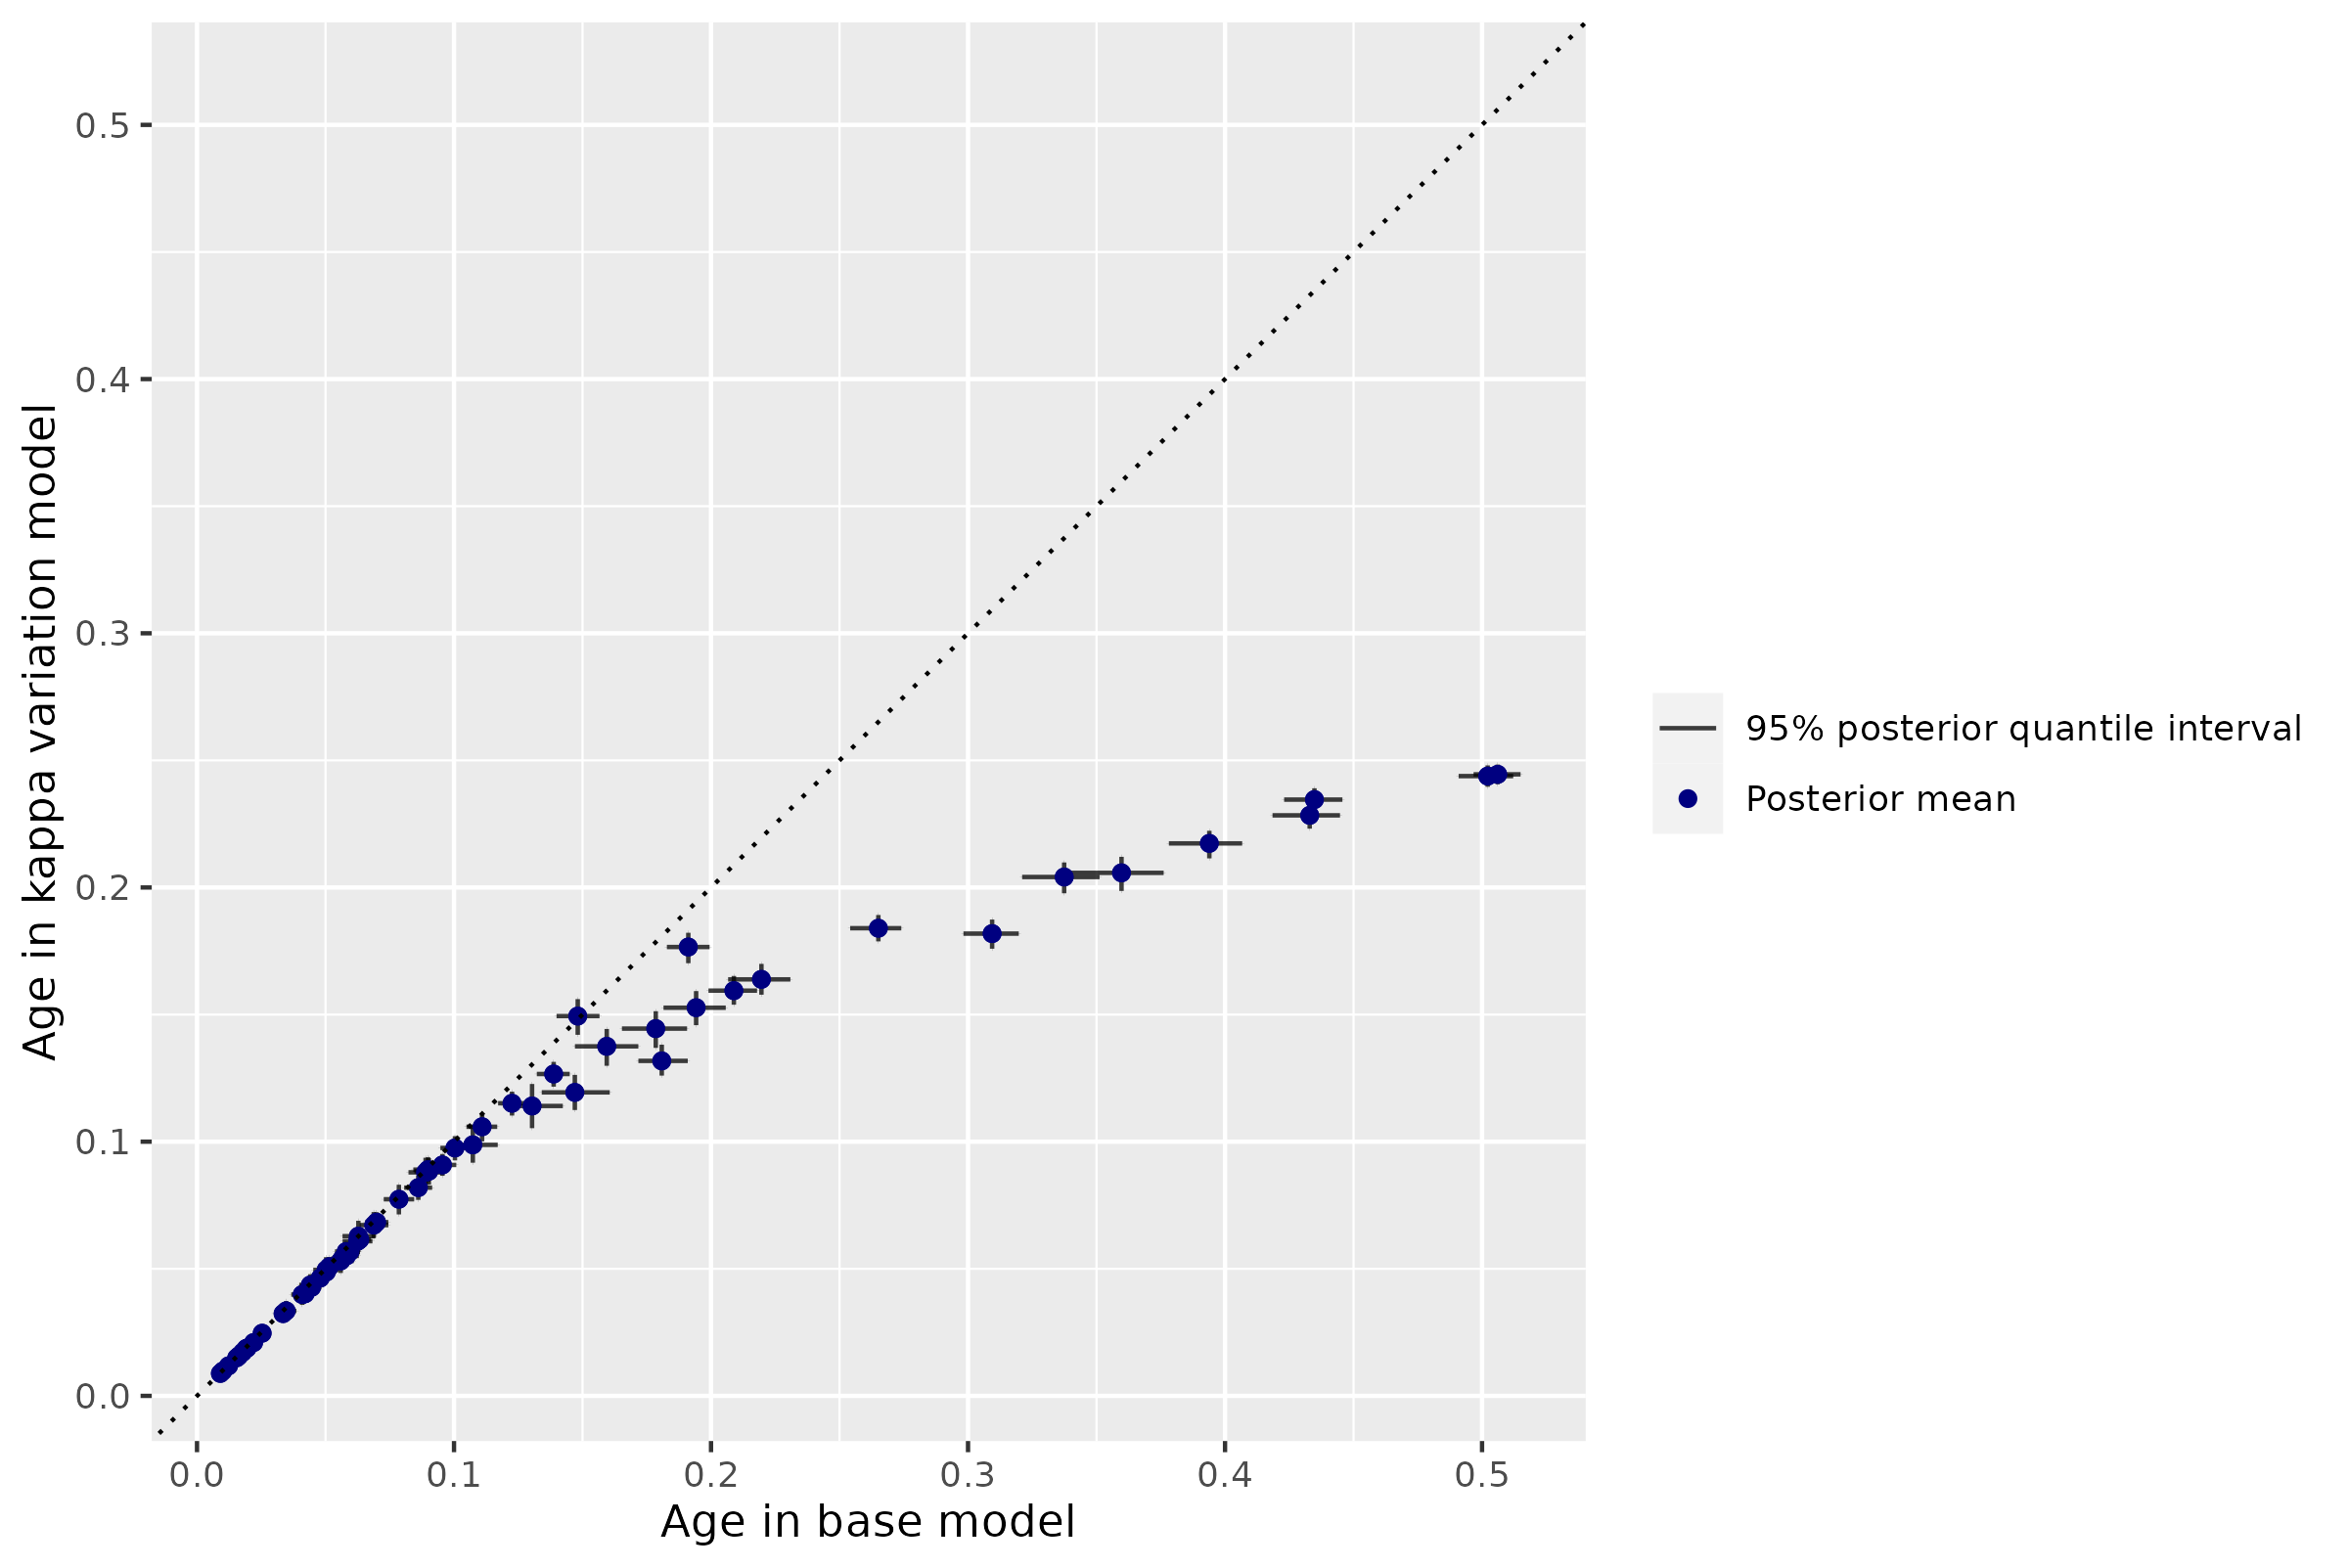 Age in kappa variation model
0.5
0.4
0.3
0.2
0.1
0.0
0.0 0.1 0.2 0.3 0.4 0.5
Age in base model
95% posterior quantile interval
Posterior mean